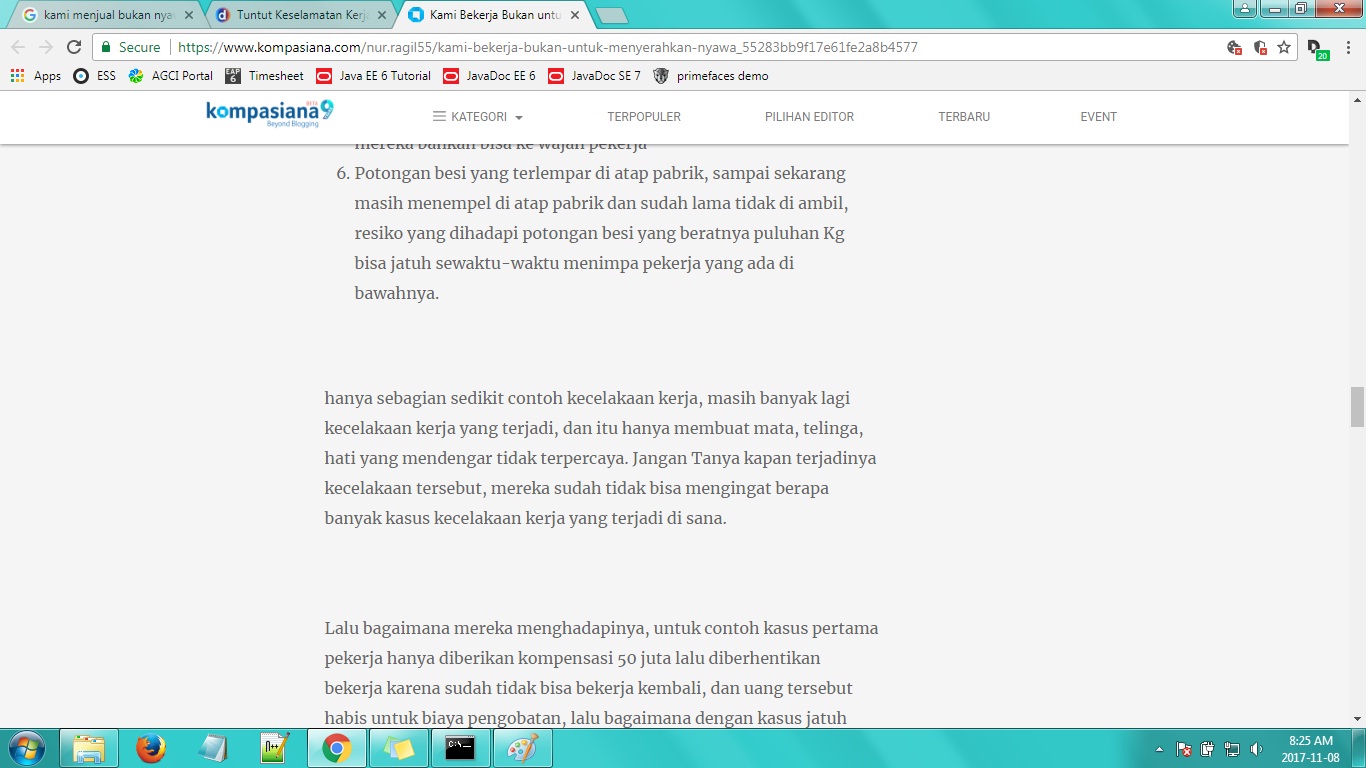 kami menjual bukan nya
Tuntut Keselamatan Kerja
Kami Bekerja Bukan untu
Secure
https://www.kompasiana.com/nur.ragil55/kami-bekerja-bukan-untuk-menyerahkan-nyawa_55283bb9f17e61fe2a8b4577
20
Apps
ESS
AGCI Portal
EAP 6
Timesheet
Java EE 6 Tutorial
JavaDoc EE 6
JavaDoc SE 7
primefaces demo
BETA
kompasiana9
Beyond Blogging
KATEGORI
TERPOPULER
PILIHAN EDITOR
TERBARU
EVENT
mereka bahkan bisa ke wajah pekerja
6. Potongan besi yang terlempar di atap pabrik, sampai sekarang
masih menempel di atap pabrik dan sudah lama tidak di ambil,
resiko yang dihadapi potongan besi yang beratnya puluhan Kg
bisa jatuh sewaktu-waktu menimpa pekerja yang ada di
bawahnya.
hanya sebagian sedikit contoh kecelakaan kerja, masih banyak lagi
kecelakaan kerja yang terjadi, dan itu hanya membuat mata, telinga,
hati yang mendengar tidak terpercaya. Jangan Tanya kapan terjadinya
kecelakaan tersebut, mereka sudah tidak bisa mengingat berapa
banyak kasus kecelakaan kerja yang terjadi di sana.
Lalu bagaimana mereka menghadapinya, untuk contoh kasus pertama
pekerja hanya diberikan kompensasi 50 juta lalu diberhentikan
bekerja karena sudah tidak bisa bekerja kembali, dan uang tersebut
habis untuk biaya pengobatan, lalu bagaimana dengan kasus jatuh
8:25 AM
2017-11-08